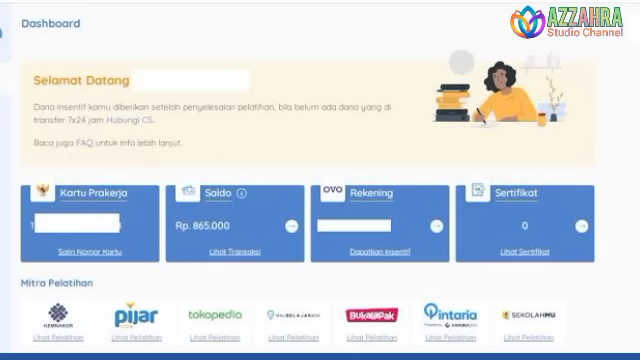 AZZAHRA
Studio Channel
Dashboard
Selamat Datang
Dana insentif kamu diberikan setelah penyelesaian pelatihan, bila belum ada dana yang di
transfer 7x24 jam Hubungi CS.
Baca juga FAQ untuk info lebih lanjut.
Kartu Prakerja
Salin Nomor Kartu
Saldo
Rp. 865.000
Lihat Transaksi
OVO Rekening
Dapatkan Insentif
Sertifikat
0
Lihat Sertifikat
Mitra Pelatihan
KEMNAKER
Lihat Pelatihan
pijar
Lihat Pelatihan
tokopedia
Lihat Pelatihan
Lihat Pelatihan
BukaLapak
Lihat Pelatihan
Pintaria
Lihat Pelatihan
SEKOLAHMU
Lihat Pelatihan